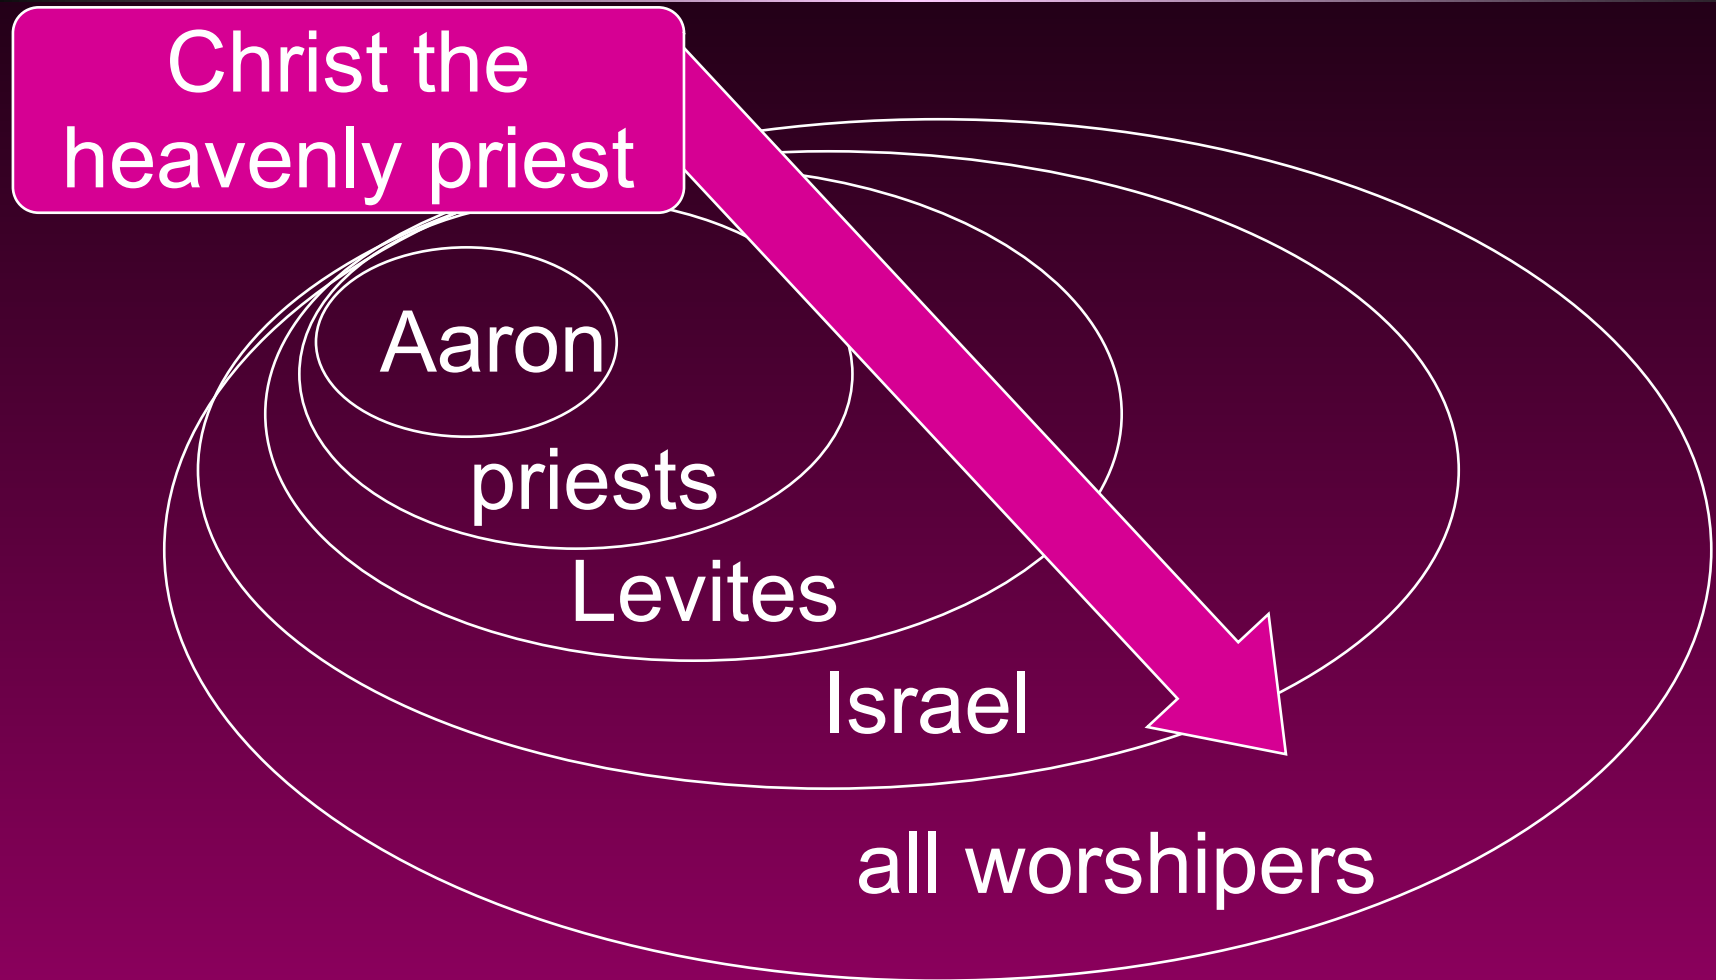 Christ the
heavenly priest
Aaron
priests
Levites
Israel
all worshipers